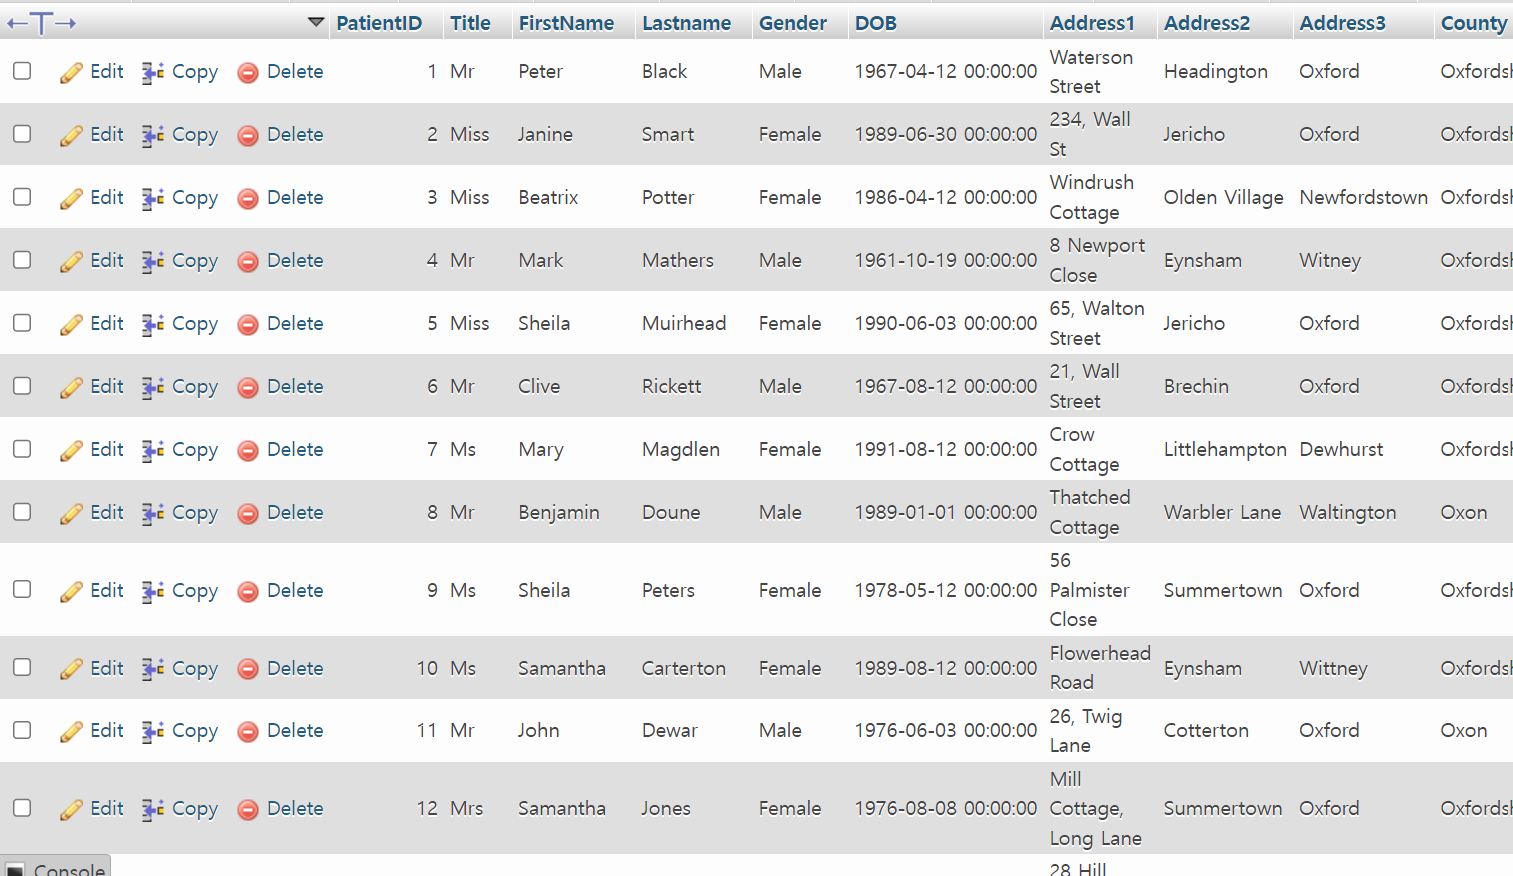 PatientID Title FirstName Lastname Gender DOB Address1 Address2 Address3 County
Edit Copy Delete 1 Mr Peter Black Male 1967-04-12 00:00:00 Waterson Street Headington Oxford Oxfordsh
Edit Copy Delete 2 Miss Janine Smart Female 1989-06-30 00:00:00 234, Wall St Jericho Oxford Oxfordsh
Edit Copy Delete 3 Miss Beatrix Potter Female 1986-04-12 00:00:00 Windrush Cottage Olden Village Newfordstown Oxfordsh
Edit Copy Delete 4 Mr Mark Mathers Male 1961-10-19 00:00:00 8 Newport Close Eynsham Witney Oxfordsh
Edit Copy Delete 5 Miss Sheila Muirhead Female 1990-06-03 00:00:00 65, Walton Street Jericho Oxford Oxfordsh
Edit Copy Delete 6 Mr Clive Rickett Male 1967-08-12 00:00:00 21, Wall Street Brechin Oxford Oxfordsh
Edit Copy Delete 7 Ms Mary Magdlen Female 1991-08-12 00:00:00 Crow Cottage Littlehampton Dewhurst Oxfordsh
Edit Copy Delete 8 Mr Benjamin Doune Male 1989-01-01 00:00:00 Thatched Cottage Warbler Lane Waltington Oxon
Edit Copy Delete 9 Ms Sheila Peters Female 1978-05-12 00:00:00 56 Palmister Close Summertown Oxford Oxfordsh
Edit Copy Delete 10 Ms Samantha Carterton Female 1989-08-12 00:00:00 Flowerhead Road Eynsham Wittney Oxfordsh
Edit Copy Delete 11 Mr John Dewar Male 1976-06-03 00:00:00 26, Twig Lane Cotterton Oxford Oxon
Edit Copy Delete 12 Mrs Samantha Jones Female 1976-08-08 00:00:00 Mill Cottage, Long Lane Summertown Oxford Oxfordsh
Console 28 Hill